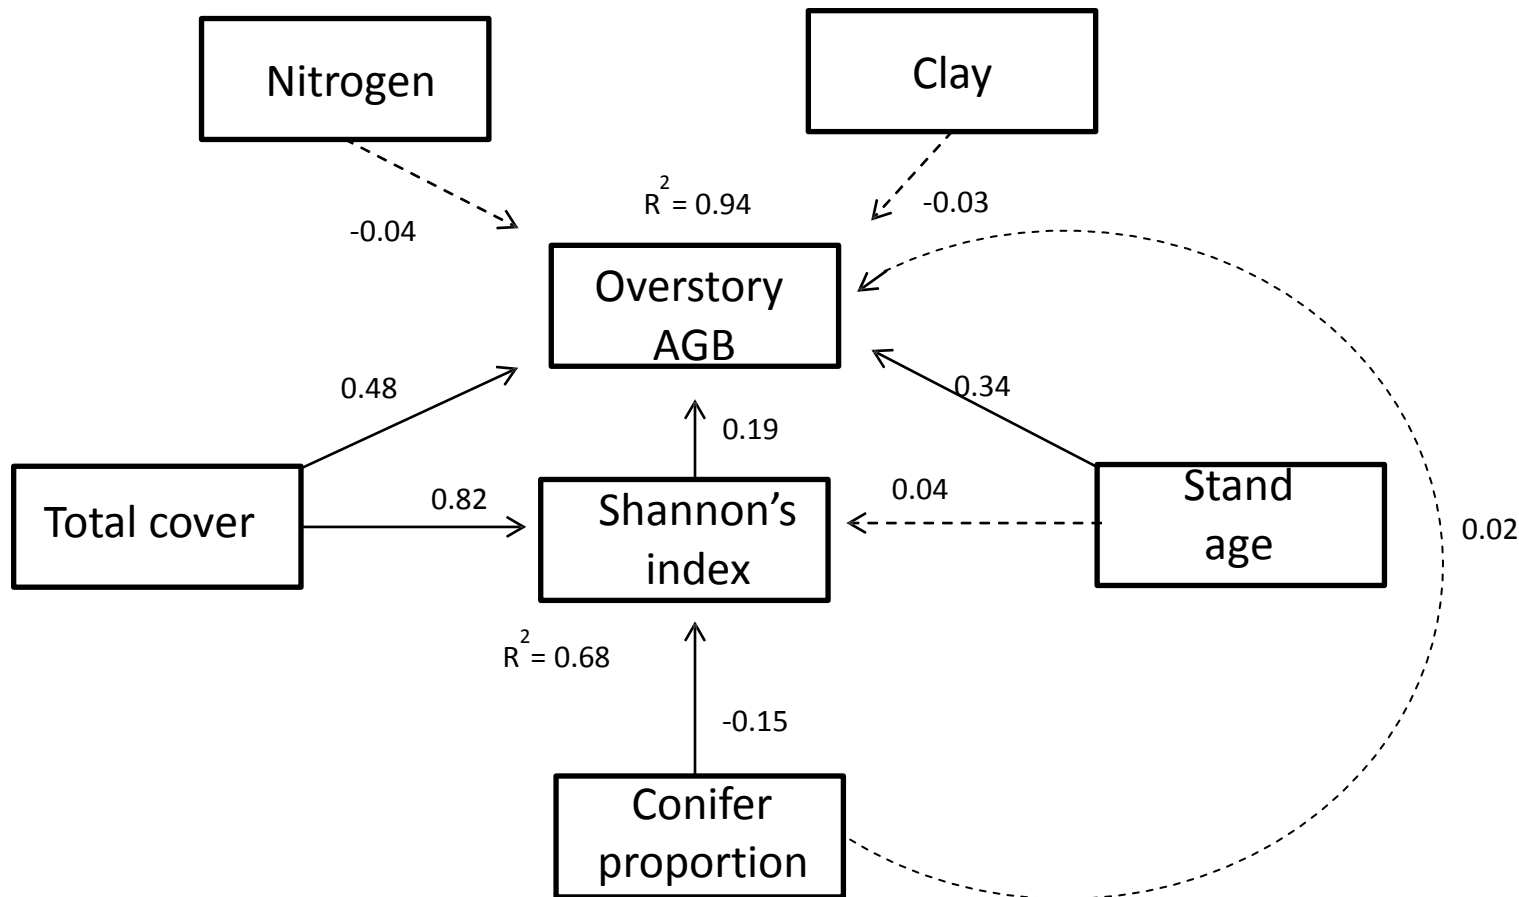 Nitrogen
Clay
R² = 0.94
-0.03
-0.04
Overstory
AGB
0.48
0.34
0.19
Total cover
0.82
Shannon’s
index
0.04
Stand
age
0.02
R² = 0.68
-0.15
Conifer
proportion